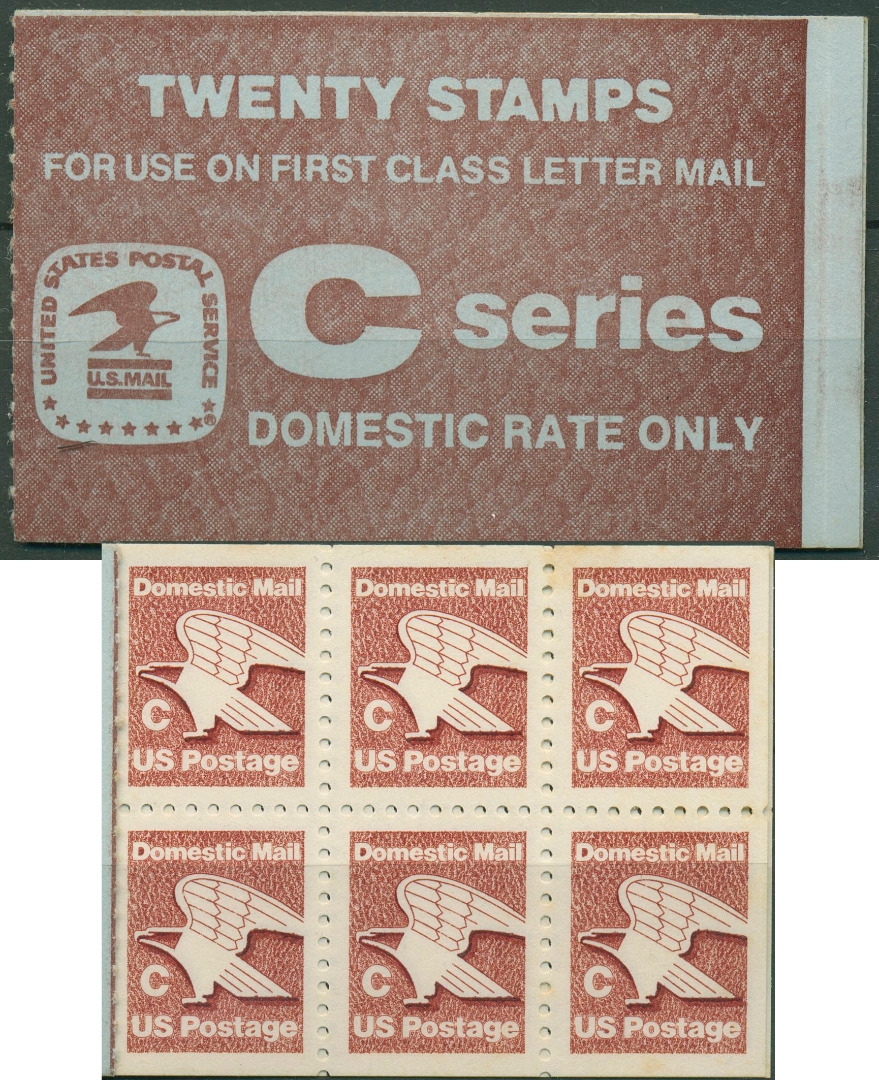 TWENTY STAMPS
FOR USE ON FIRST CLASS LETTER MAIL
UNITED STATES POSTAL SERVICE
U.S.MAIL
®
C series
DOMESTIC RATE ONLY
Domestic Mail Domestic Mail Domestic Mail
C C C
US Postage US Postage US Postage
Domestic Mail Domestic Mail Domestic Mail
C C C
US Postage US Postage US Postage